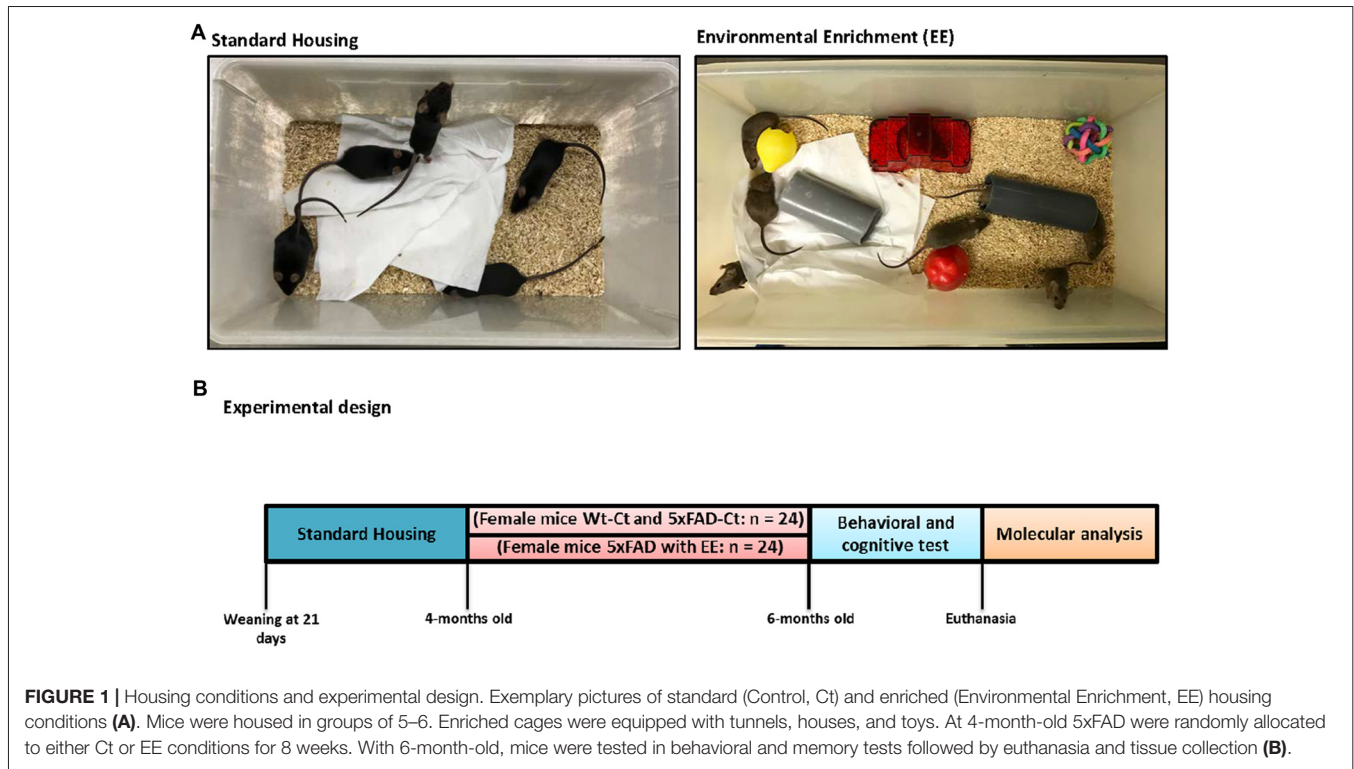 A Standard Housing
Environmental Enrichment (EE)
B
Experimental design
Standard Housing
(Female mice Wt-Ct and 5xFAD-Ct: n = 24)
(Female mice 5xFAD with EE: n = 24)
Behavioral and
cognitive test
Molecular analysis
Weaning at 21
days
4-months old
6-months old
Euthanasia
FIGURE 1 | Housing conditions and experimental design. Exemplary pictures of standard (Control, Ct) and enriched (Environmental Enrichment, EE) housing
conditions (A). Mice were housed in groups of 5–6. Enriched cages were equipped with tunnels, houses, and toys. At 4-month-old 5xFAD were randomly allocated
to either Ct or EE conditions for 8 weeks. With 6-month-old, mice were tested in behavioral and memory tests followed by euthanasia and tissue collection (B).